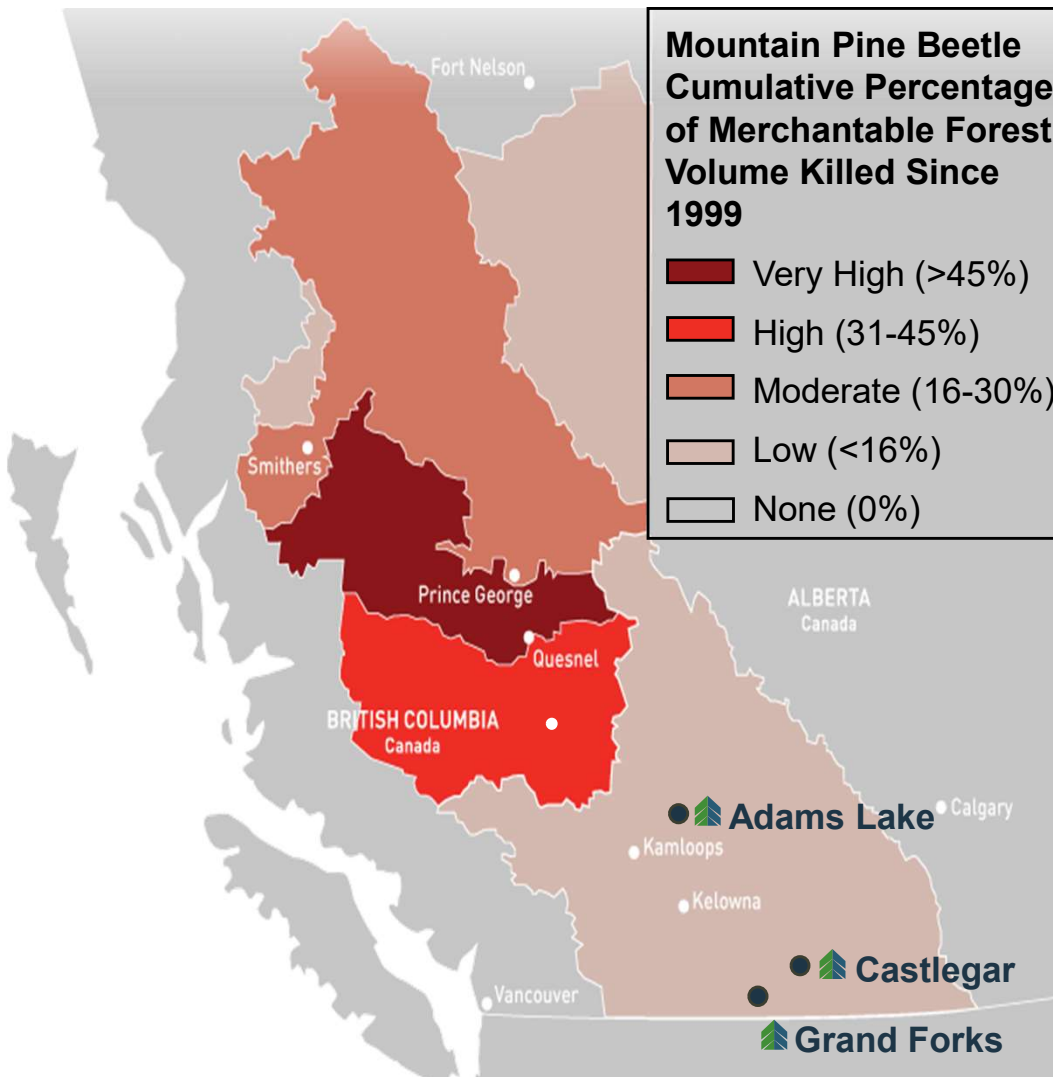 Mountain Pine Beetle
Cumulative Percentage
of Merchantable Forest
Volume Killed Since
1999
Very High (>45%)
High (31-45%)
Moderate (16-30%)
Low (<16%)
None (0%)
Fort Nelson
Smithers
Prince George
Quesnel
ALBERTA
Canada
BRITISH COLUMBIA
Canada
Adams Lake
Calgary
Kamloops
Kelowna
Castlegar
Vancouver
Grand Forks